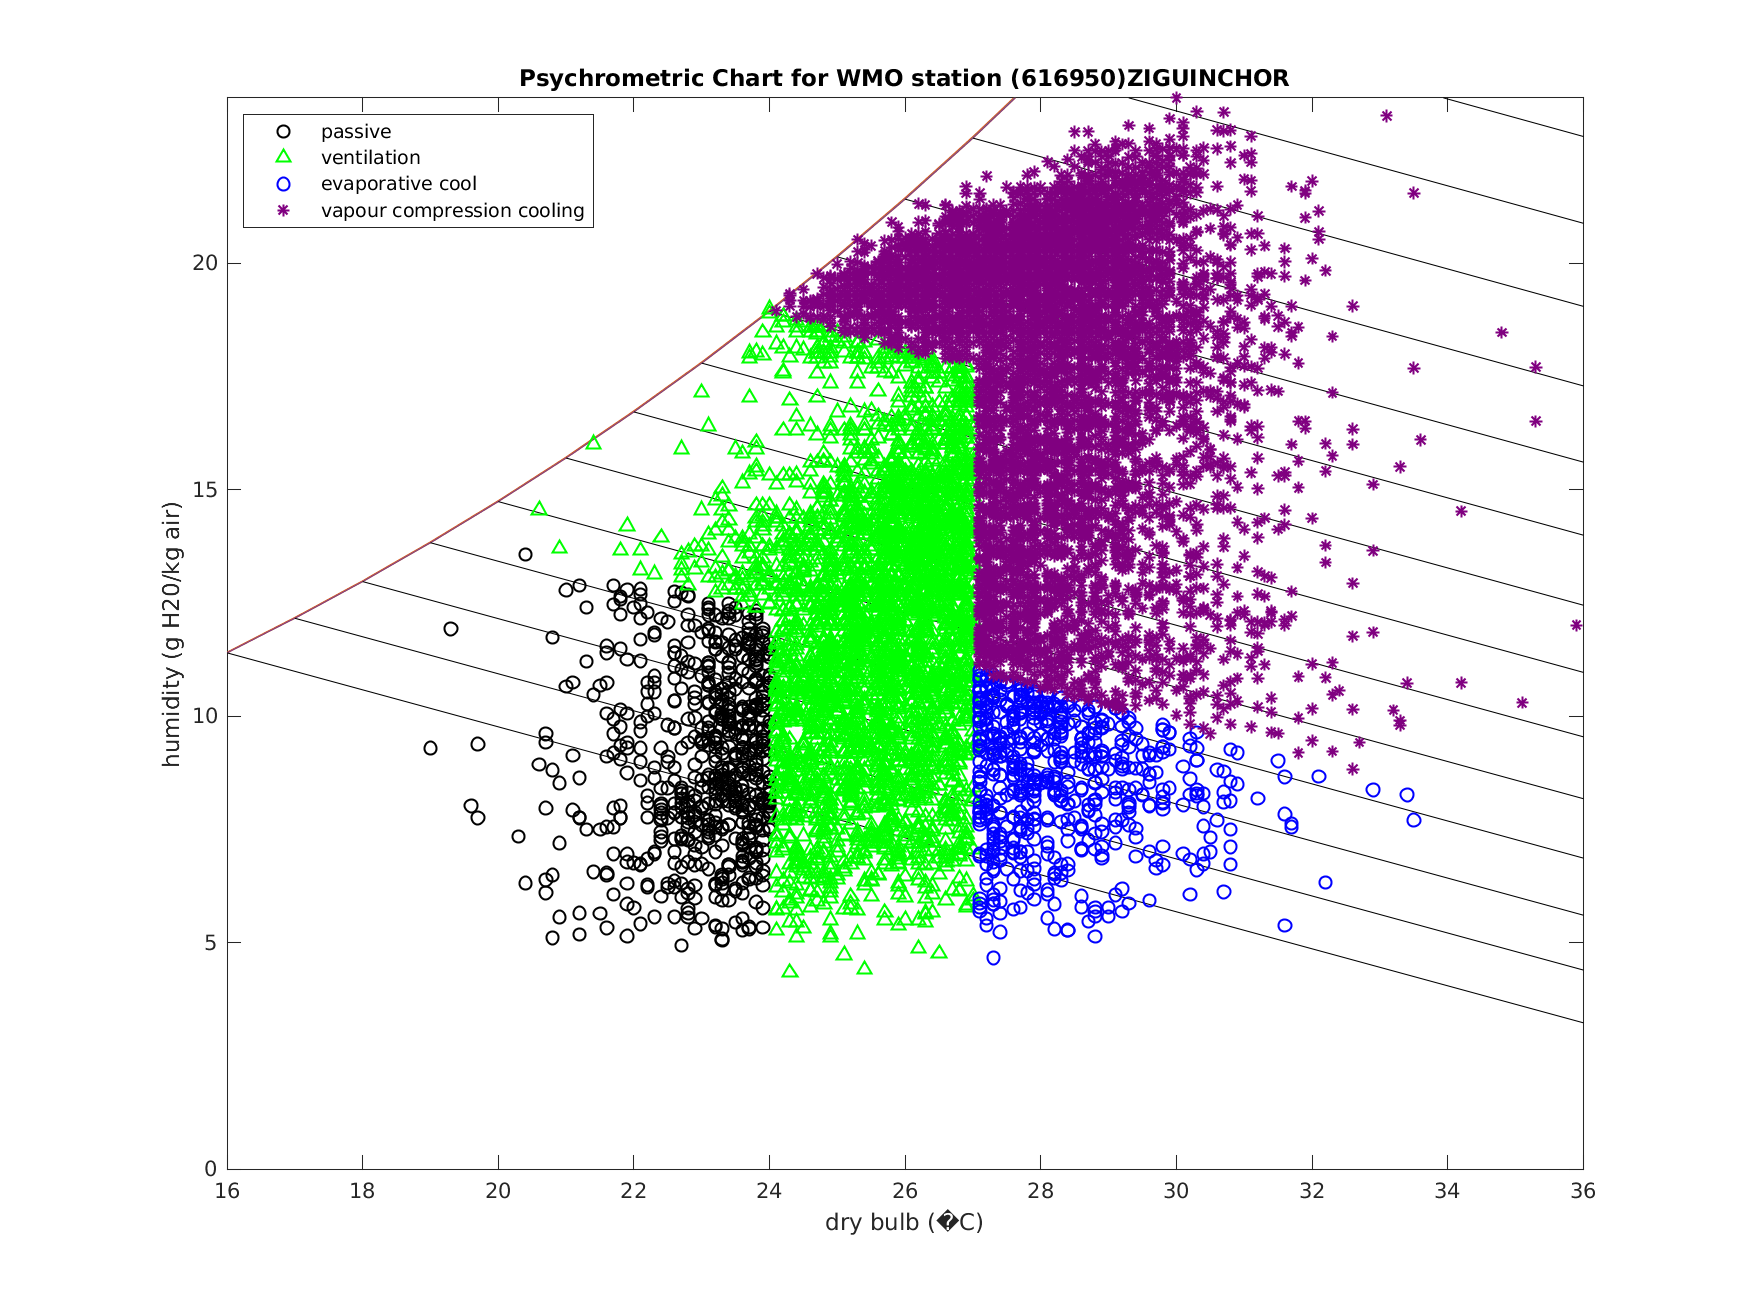 Psychrometric Chart for WMO station (616950)ZIGUINCHOR
passive
ventilation
evaporative cool
vapour compression cooling
humidity (g H20/kg air)
20
15
10
5
0
16 18 20 22 24 26 28 30 32 34 36
dry bulb (�C)